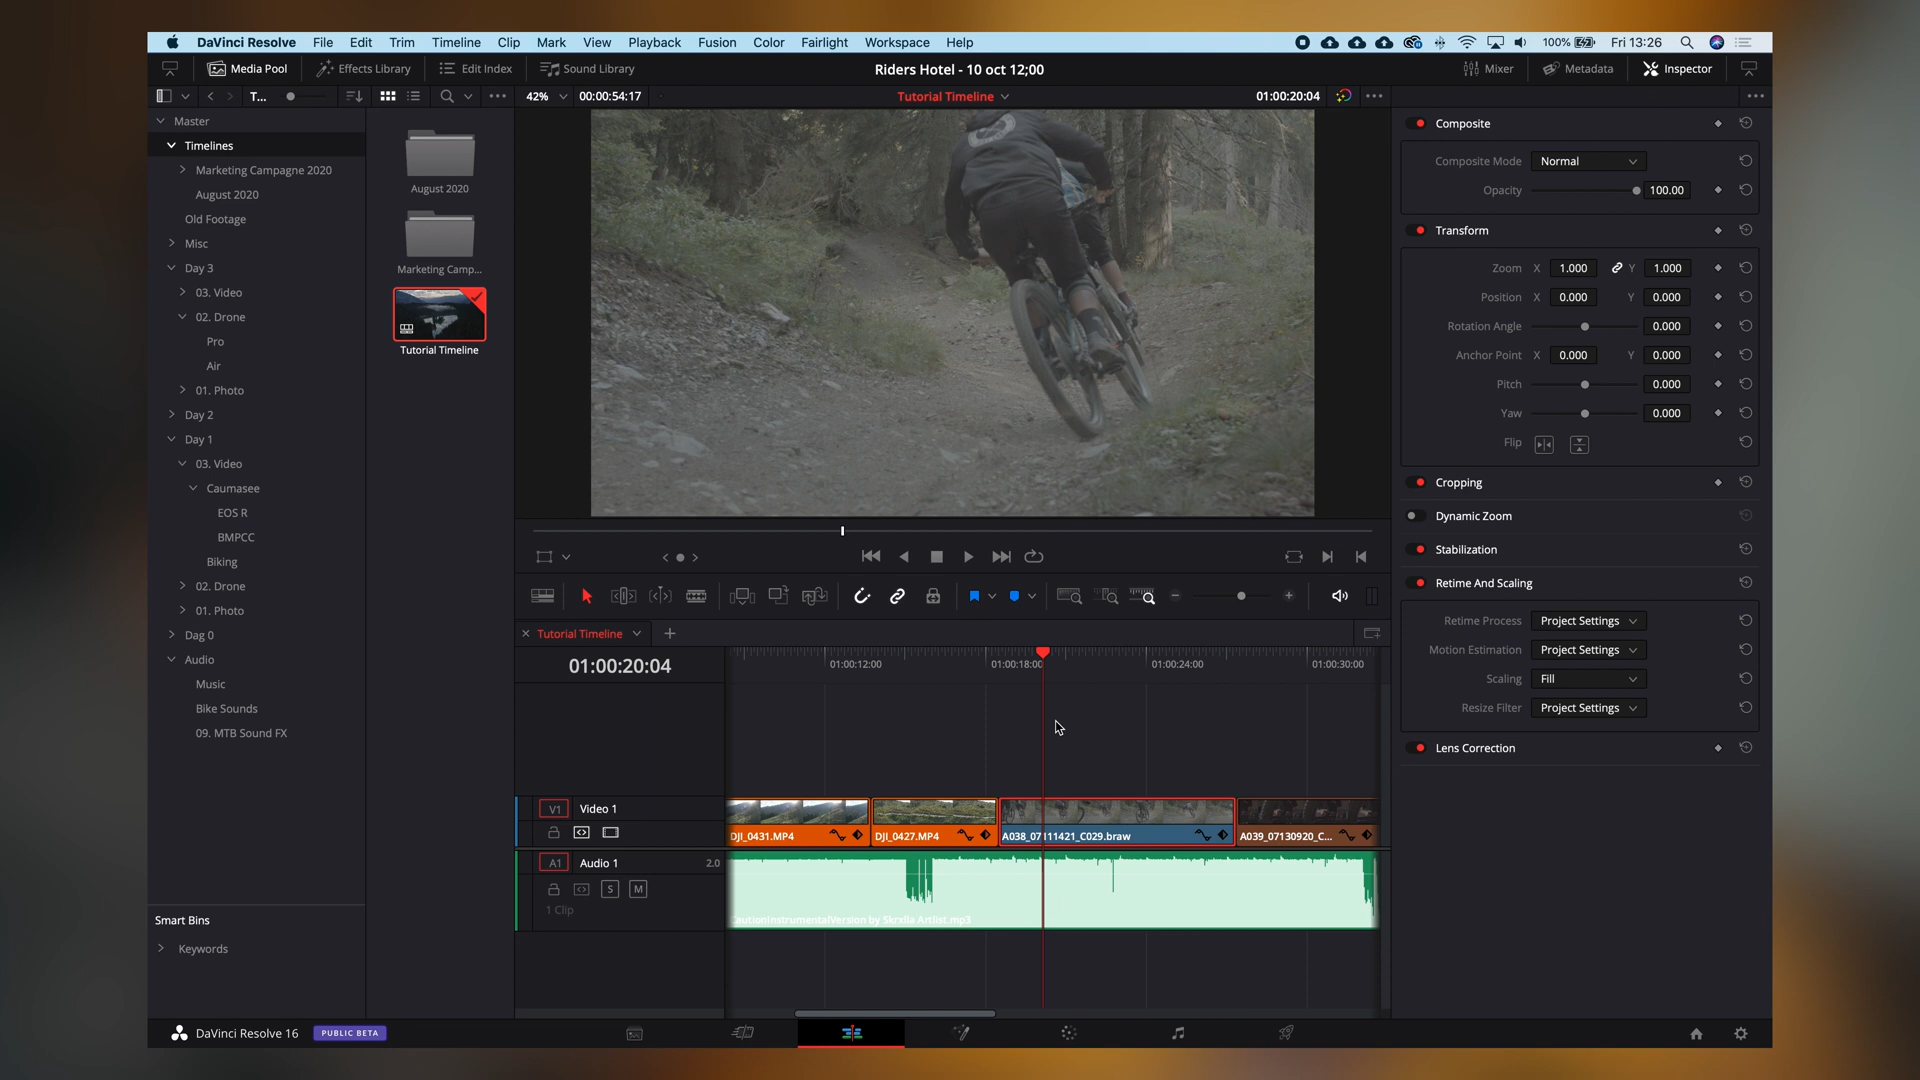 DaVinci Resolve File Edit Trim Timeline Clip Mark View Playback Fusion Color Fairlight Workspace Help 100% Fri 13:26
Media Pool Effects Library Edit Index Sound Library Riders Hotel - 10 oct 12;00 Mixer Metadata Inspector
T... 42% 00:00:54:17 Tutorial Timeline 01:00:20:04
Master
Timelines
Marketing Campagne 2020
August 2020
Old Footage
Misc
Day 3
03. Video
02. Drone
Pro
Air
01. Photo
Day 2
Day 1
03. Video
Caumasee
EOS R
BMPCC
Biking
02. Drone
01. Photo
Dag 0
Audio
Music
Bike Sounds
09. MTB Sound FX
Smart Bins
Keywords
August 2020
Marketing Camp...
Tutorial Timeline
Composite
Composite Mode Normal
Opacity 100.00
Transform
Zoom X 1.000 Y 1.000
Position X 0.000 Y 0.000
Rotation Angle 0.000
Anchor Point X 0.000 Y 0.000
Pitch 0.000
Yaw 0.000
Flip
Cropping
Dynamic Zoom
Stabilization
Retime And Scaling
Retime Process Project Settings
Motion Estimation Project Settings
Scaling Fill
Resize Filter Project Settings
Lens Correction
Tutorial Timeline
01:00:20:04 01:00:12:00 01:00:18:00 01:00:24:00 01:00:30:00
V1 Video 1
DJI_0431.MP4 DJI_0427.MP4 A038_07111421_C029.braw A039_07130920_C...
A1 Audio 1 2.0
S M
1 Clip
CautionInstrumentalVersion by Skrxlla Artlist.mp3
DaVinci Resolve 16 PUBLIC BETA